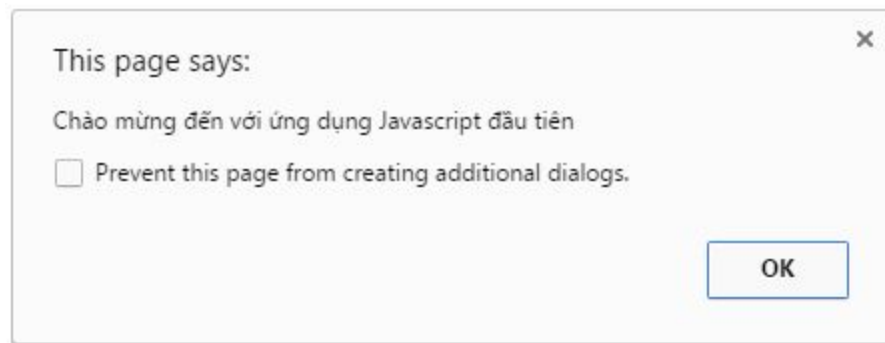 This page says:
Chào mừng đến với ứng dụng Javascript đầu tiên
Prevent this page from creating additional dialogs.
OK